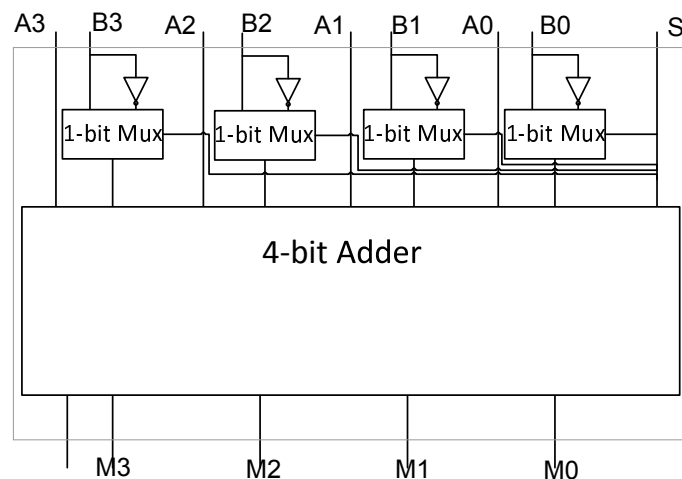 A3 B3 A2 B2 A1 B1 A0 B0 S
1-bit Mux 1-bit Mux 1-bit Mux 1-bit Mux
4-bit Adder
M3 M2 M1 M0